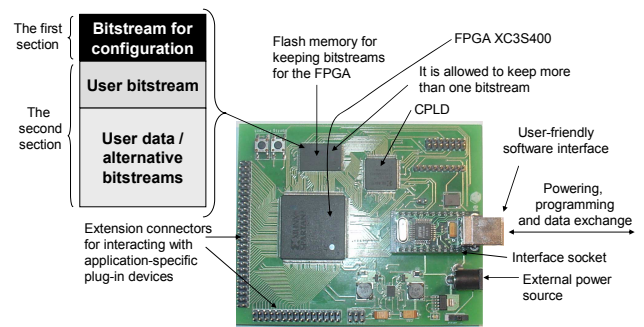 The first
section
Bitstream for
configuration
The
second
section
User bitstream
User data /
alternative
bitstreams
Flash memory for
keeping bitstreams
for the FPGA
FPGA XC3S400
It is allowed to keep more
than one bitstream
CPLD
User-friendly
software interface
Powering,
programming
and data exchange
Extension connectors
for interacting with
application-specific
plug-in devices
Interface socket
External power
source
XILINX
SPARTAN